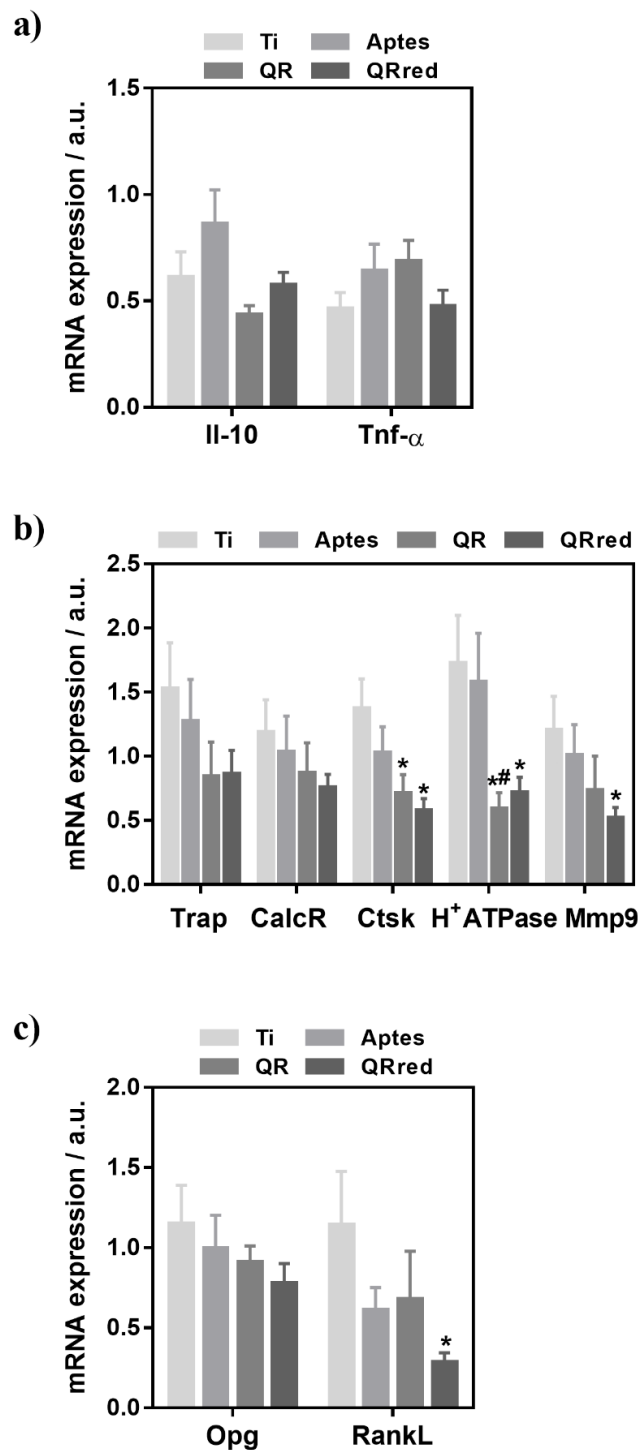 a)
Ti Aptes
QR QRred
mRNA expression / a.u.
1.5
1.0
0.5
0.0
Il-10 Tnf-α
b)
Ti Aptes QR QRred
mRNA expression / a.u.
2.5
2.0
1.5
1.0
0.5
0.0
* * *# * *
Trap CalcR Ctsk H⁺ATPase Mmp9
c)
Ti Aptes
QR QRred
mRNA expression / a.u.
2.0
1.5
1.0
0.5
0.0
*
Opg RankL